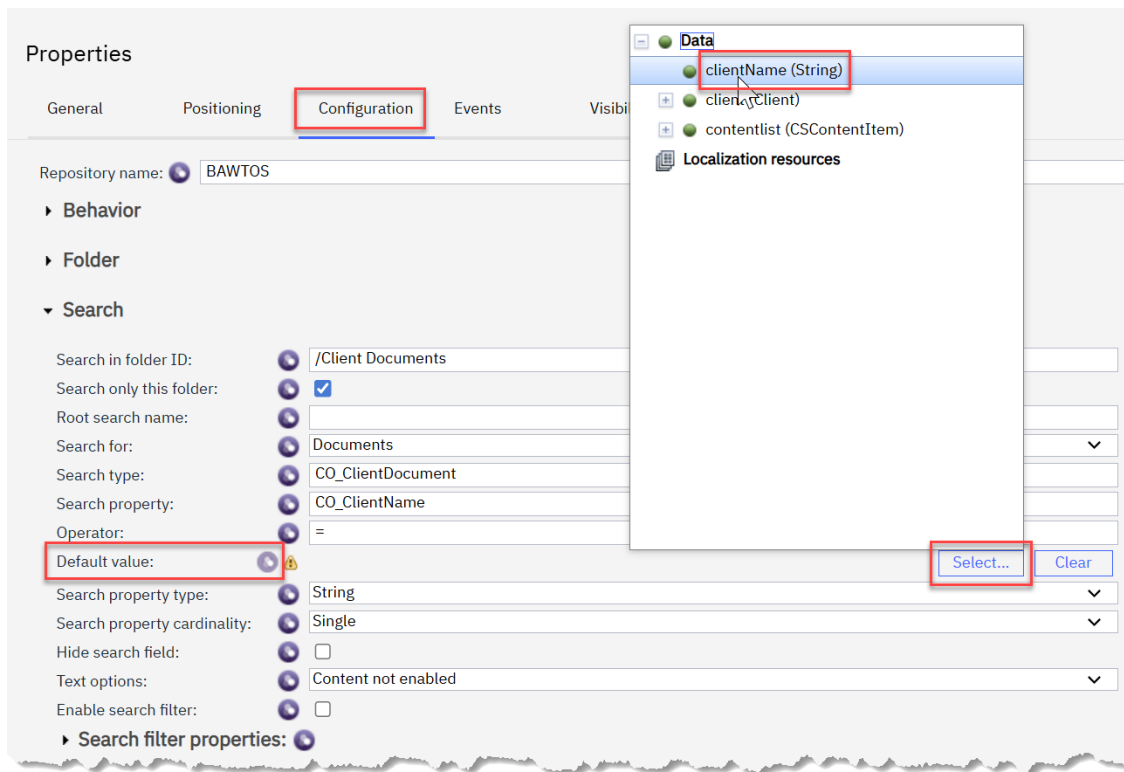 Properties
General Positioning Configuration Events Visibil
Repository name: BAWTOS
Behavior
Folder
Search
Search in folder ID: /Client Documents
Search only this folder:
Root search name:
Search for: Documents
Search type: CO_ClientDocument
Search property: CO_ClientName
Operator: =
Default value: Select... Clear
Search property type: String
Search property cardinality: Single
Hide search field:
Text options: Content not enabled
Enable search filter:
Search filter properties:
Data
clientName (String)
client (Client)
contentlist (CSContentItem)
Localization resources